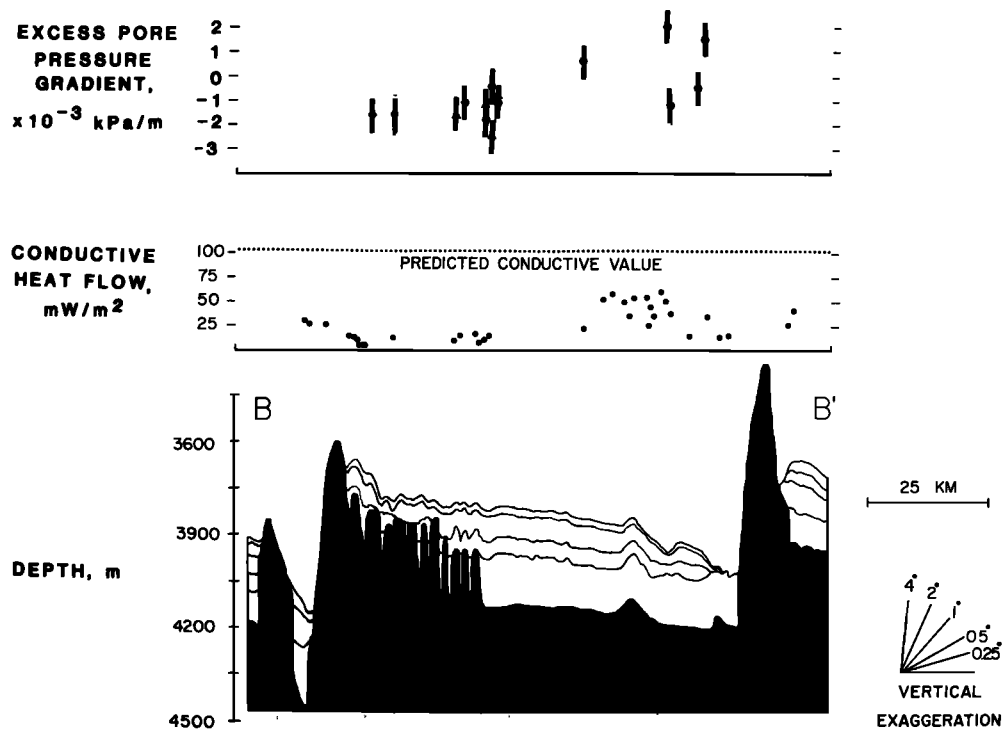 EXCESS PORE
PRESSURE
GRADIENT,
x10⁻³ kPa/m
2
1
0
-1
-2
-3
CONDUCTIVE
HEAT FLOW,
mW/m²
100
75
50
25
PREDICTED CONDUCTIVE VALUE
B
B'
3600
3900
4200
4500
DEPTH, m
25 KM
4°
2°
1°
0.5°
0.25°
VERTICAL
EXAGGERATION